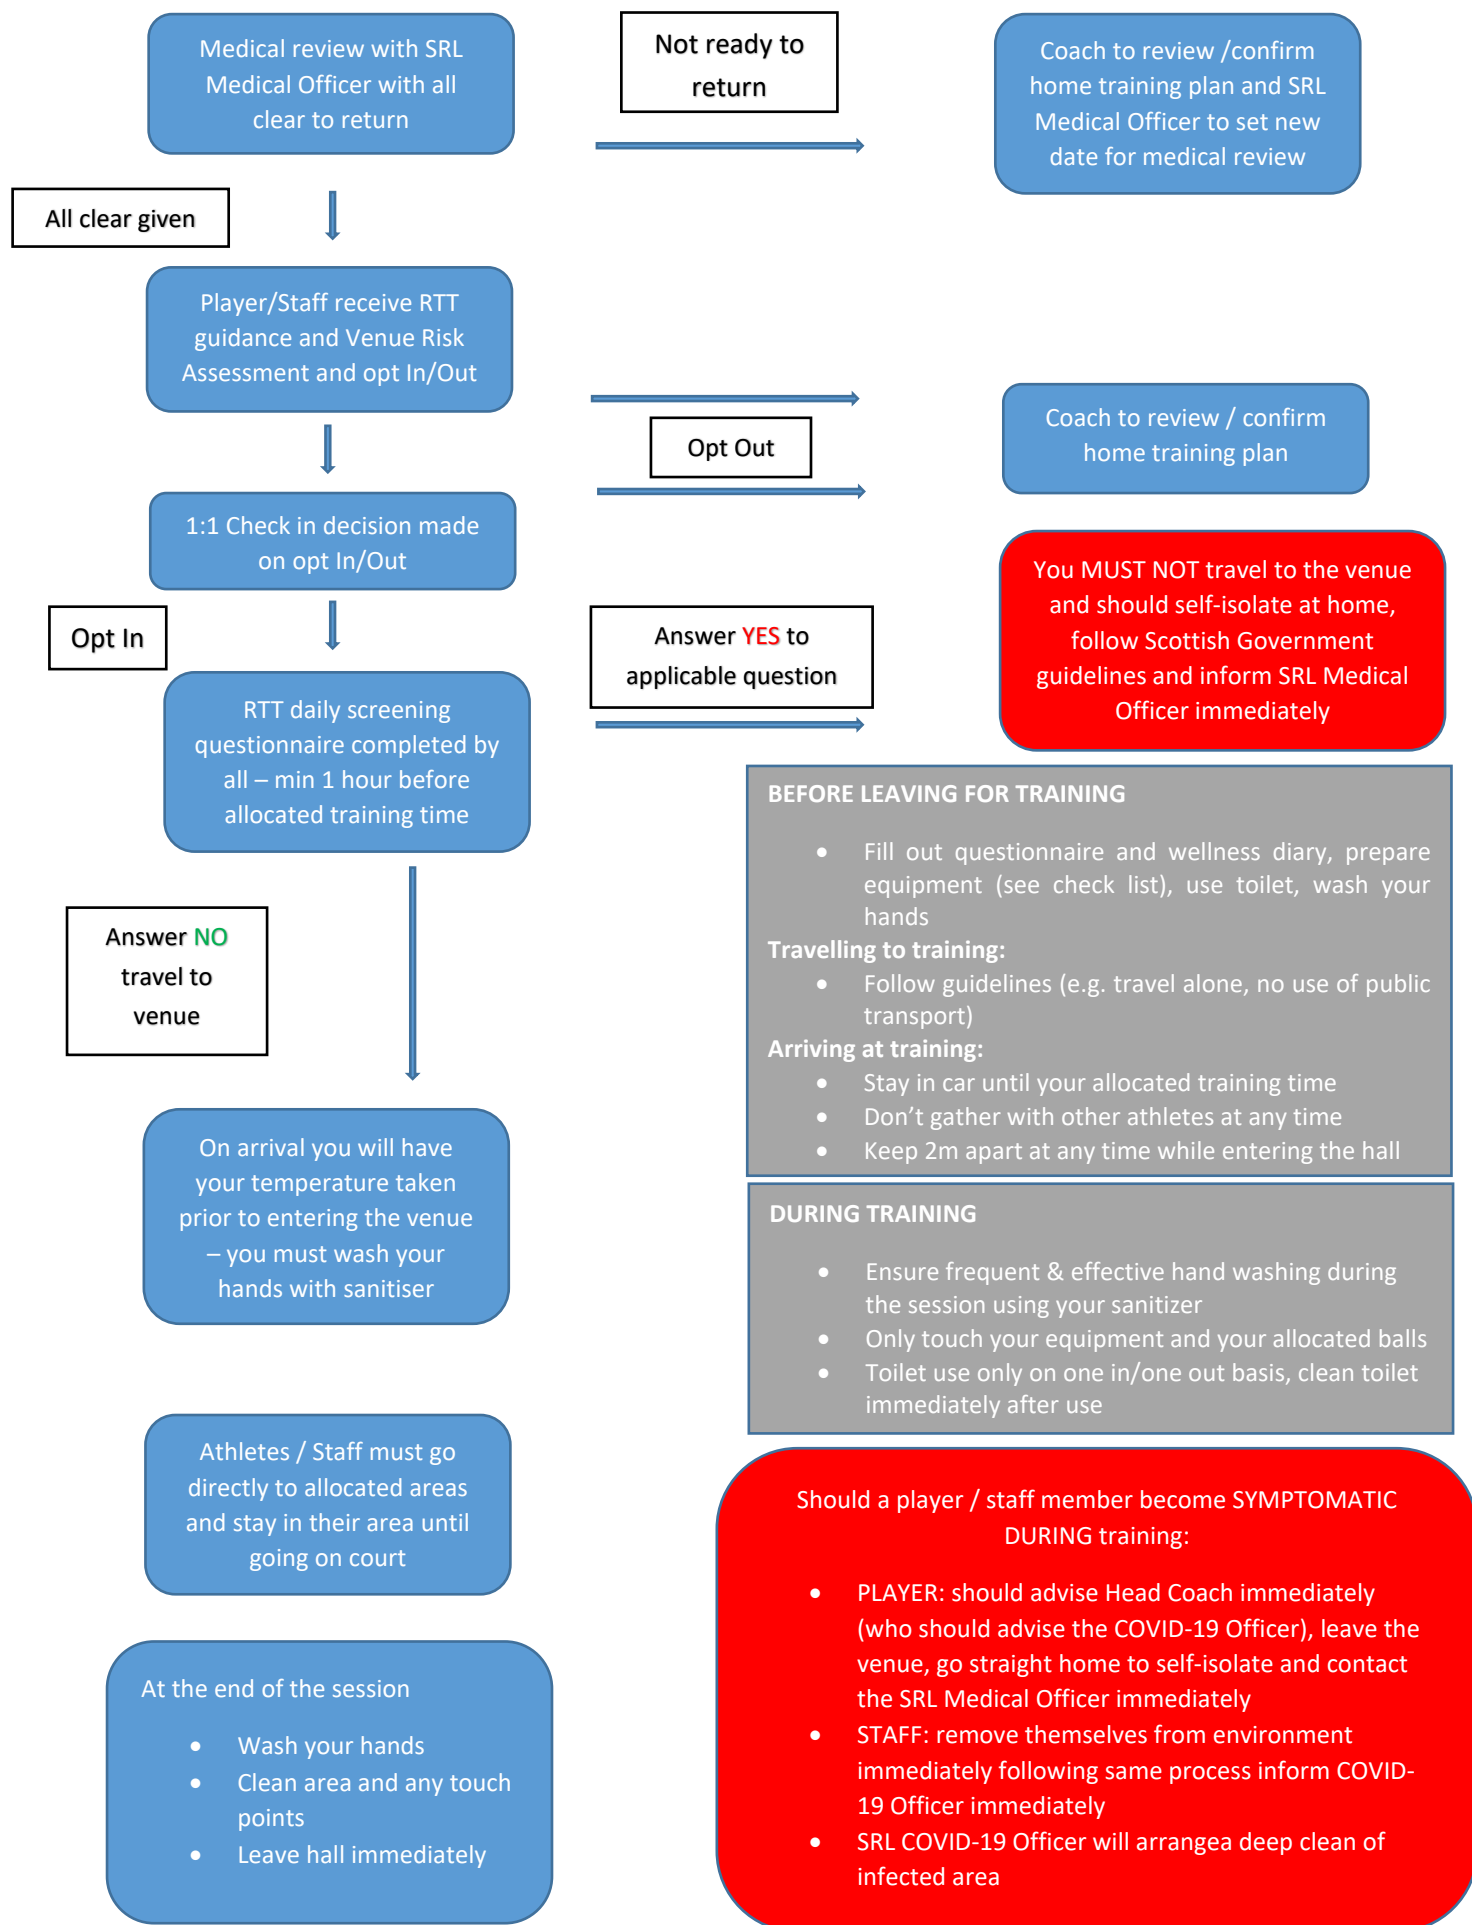 Medical review with SRL
Medical Officer with all
clear to return
Not ready to
return
Coach to review /confirm
home training plan and SRL
Medical Officer to set new
date for medical review
All clear given
Player/Staff receive RTT
guidance and Venue Risk
Assessment and opt In/Out
Opt Out
Coach to review / confirm
home training plan
1:1 Check in decision made
on opt In/Out
Opt In
Answer YES to
applicable question
You MUST NOT travel to the venue
and should self-isolate at home,
follow Scottish Government
guidelines and inform SRL Medical
Officer immediately
RTT daily screening
questionnaire completed by
all – min 1 hour before
allocated training time
Answer NO
travel to
venue
BEFORE LEAVING FOR TRAINING
• Fill out questionnaire and wellness diary, prepare
equipment (see check list), use toilet, wash your
hands
Travelling to training:
• Follow guidelines (e.g. travel alone, no use of public
transport)
Arriving at training:
• Stay in car until your allocated training time
• Don’t gather with other athletes at any time
• Keep 2m apart at any time while entering the hall
On arrival you will have
your temperature taken
prior to entering the venue
– you must wash your
hands with sanitiser
DURING TRAINING
• Ensure frequent & effective hand washing during
the session using your sanitizer
• Only touch your equipment and your allocated balls
• Toilet use only on one in/one out basis, clean toilet
immediately after use
Athletes / Staff must go
directly to allocated areas
and stay in their area until
going on court
Should a player / staff member become SYMPTOMATIC
DURING training:
• PLAYER: should advise Head Coach immediately
(who should advise the COVID-19 Officer), leave the
venue, go straight home to self-isolate and contact
the SRL Medical Officer immediately
• STAFF: remove themselves from environment
immediately following same process inform COVID-
19 Officer immediately
• SRL COVID-19 Officer will arrangea deep clean of
infected area
At the end of the session
• Wash your hands
• Clean area and any touch
points
• Leave hall immediately